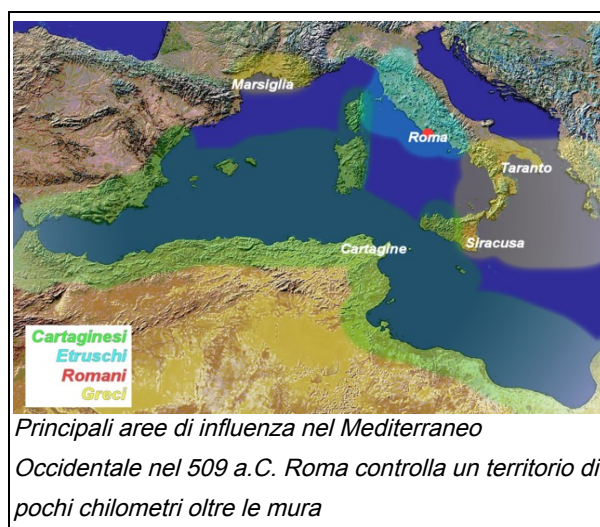 Marsiglia
Roma
Taranto
Cartagine
Siracusa
Cartaginesi
Etruschi
Romani
Greci
Principali aree di influenza nel Mediterraneo
Occidentale nel 509 a.C. Roma controlla un territorio di
pochi chilometri oltre le mura